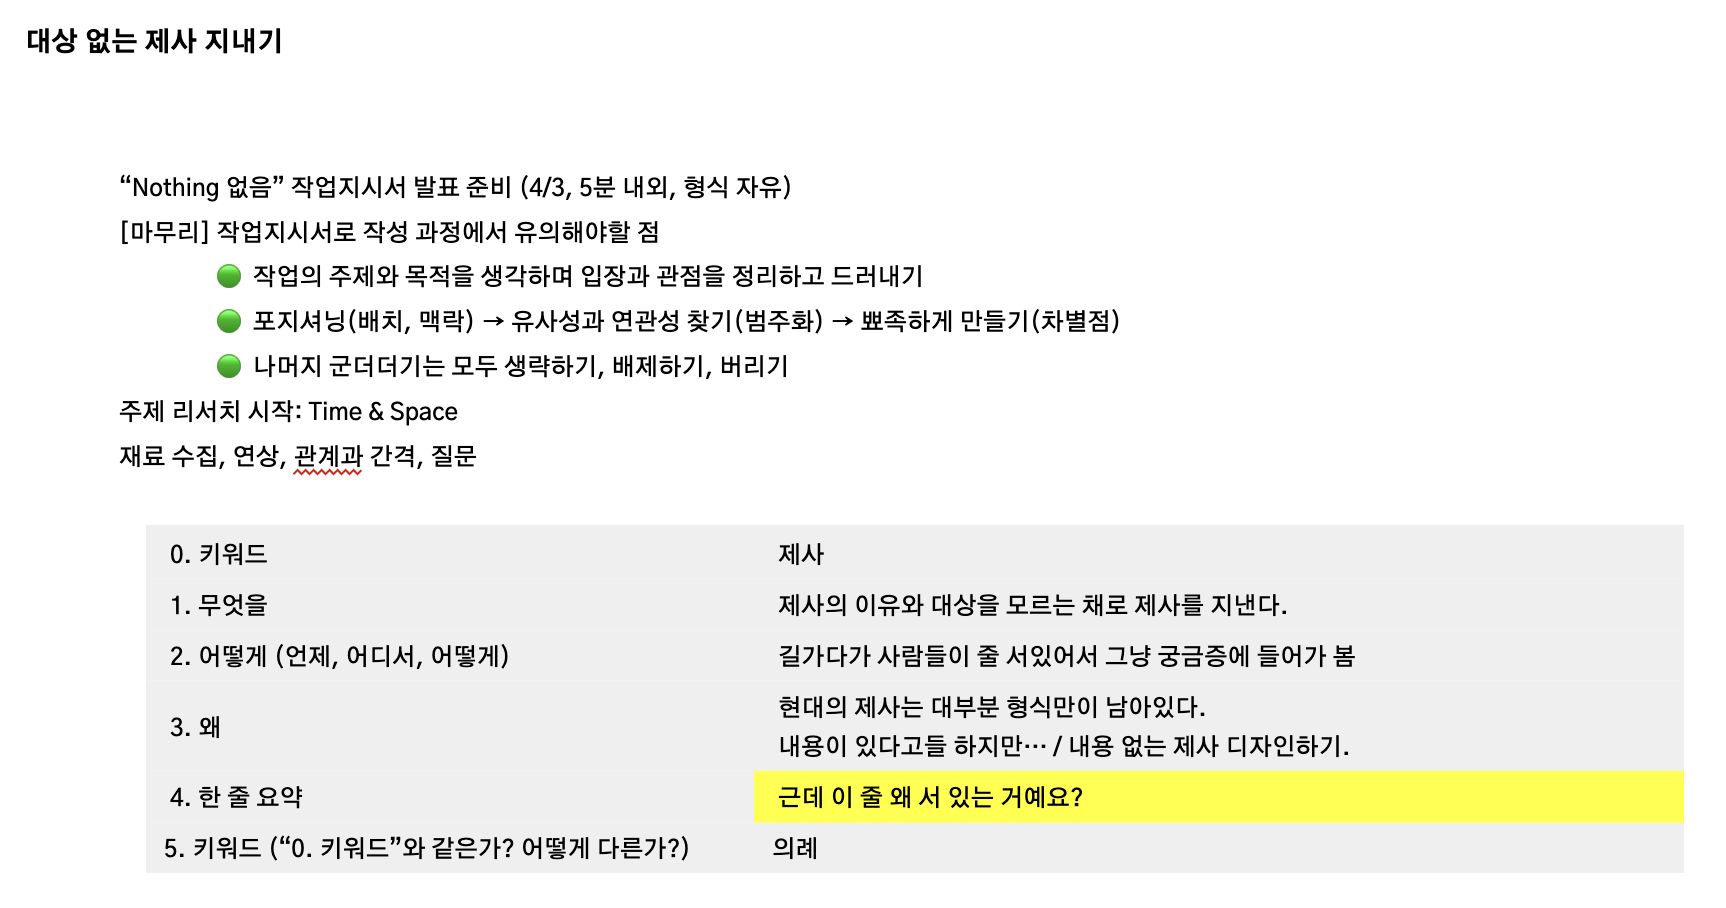 대상 없는 제사 지내기
“Nothing 없음” 작업지시서 발표 준비 (4/3, 5분 내외, 형식 자유)
[마무리] 작업지시서로 작성 과정에서 유의해야할 점
작업의 주제와 목적을 생각하며 입장과 관점을 정리하고 드러내기
포지셔닝(배치, 맥락) → 유사성과 연관성 찾기(범주화) → 뾰족하게 만들기(차별점)
나머지 군더더기는 모두 생략하기, 배제하기, 버리기
주제 리서치 시작: Time & Space
재료 수집, 연상, 관계과 간격, 질문
0. 키워드 제사
1. 무엇을 제사의 이유와 대상을 모르는 채로 제사를 지낸다.
2. 어떻게 (언제, 어디서, 어떻게) 길가다가 사람들이 줄 서있어서 그냥 궁금증에 들어가 봄
3. 왜 현대의 제사는 대부분 형식만이 남아있다.
내용이 있다고들 하지만… / 내용 없는 제사 디자인하기.
4. 한 줄 요약 근데 이 줄 왜 서 있는 거예요?
5. 키워드 (“0. 키워드”와 같은가? 어떻게 다른가?) 의례